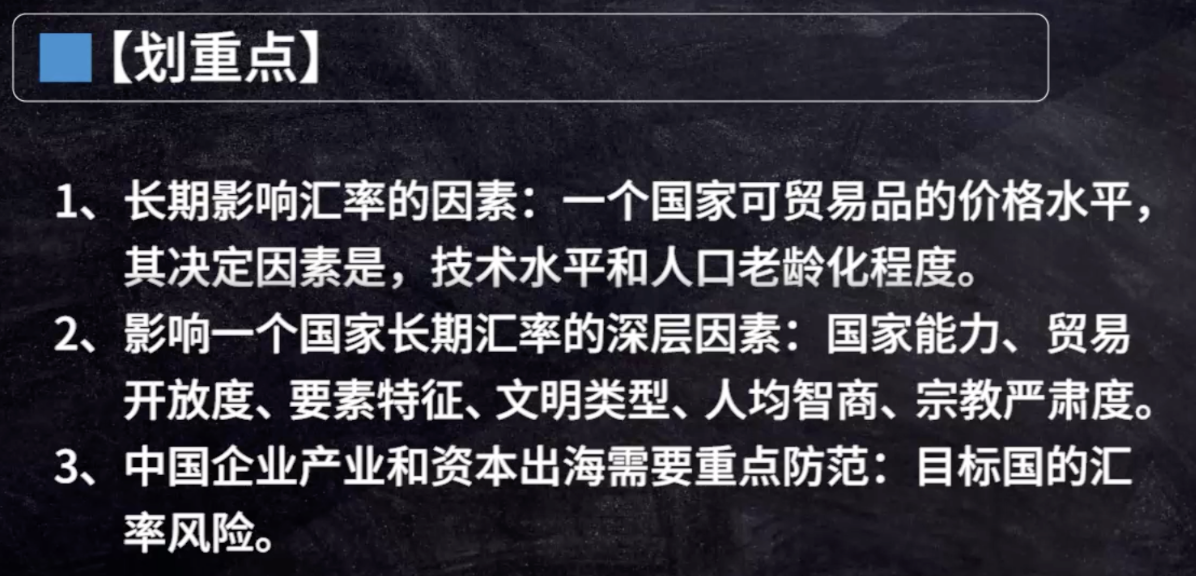 【划重点】
1、长期影响汇率的因素：一个国家可贸易品的价格水平，
其决定因素是，技术水平和人口老龄化程度。
2、影响一个国家长期汇率的深层因素：国家能力、贸易
开放度、要素特征、文明类型、人均智商、宗教严肃度。
3、中国企业产业和资本出海需要重点防范：目标国的汇
率风险。